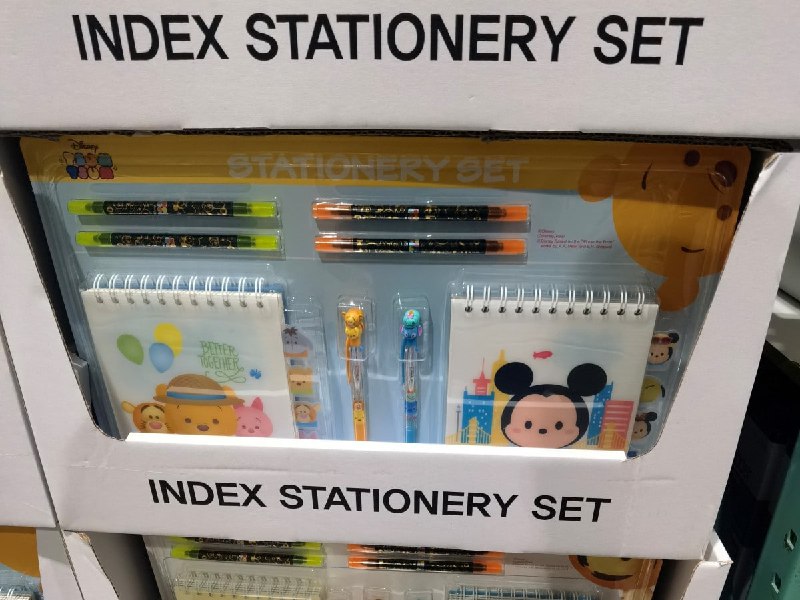 INDEX STATIONERY SET
Disney
TSUM TSUM
STATIONERY SET
BETTER
TOGETHER
INDEX STATIONERY SET